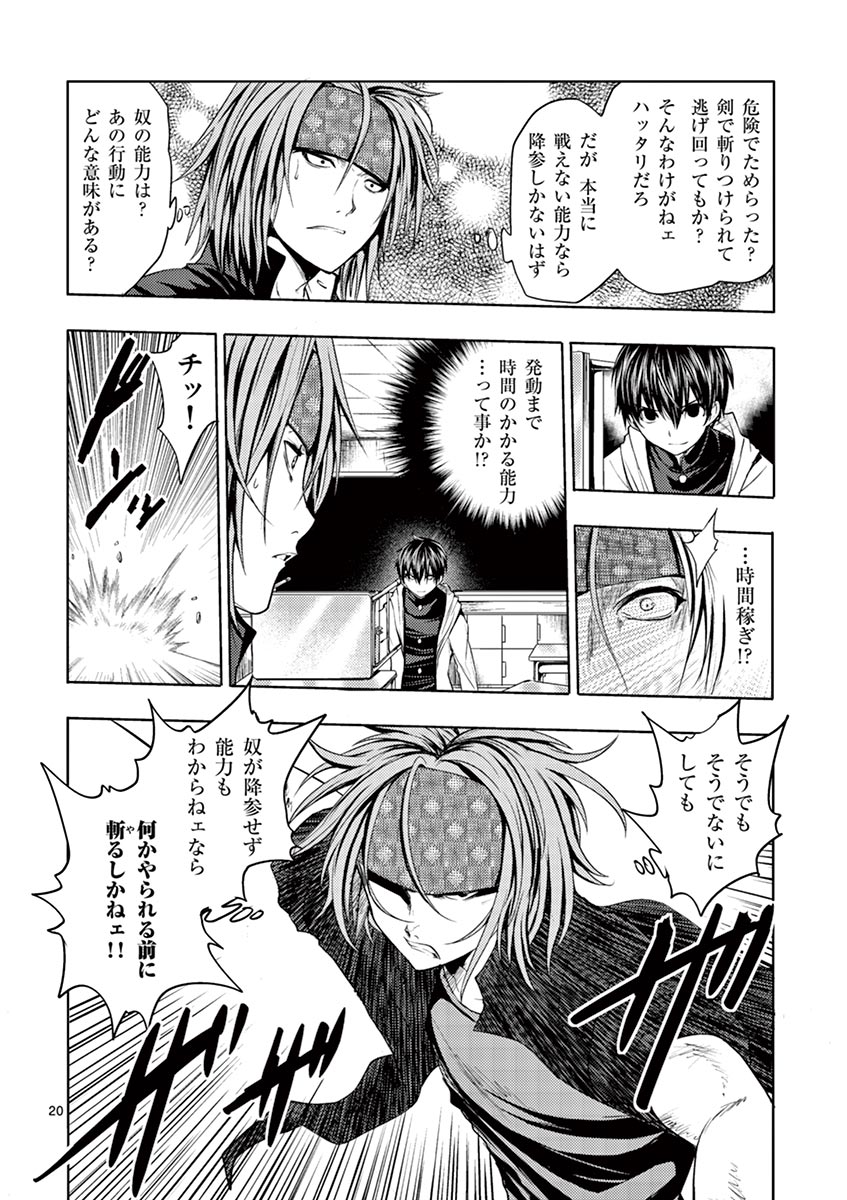 危険でためらった？
剣で斬りつけられて
逃げ回ってもか？
そんなわけがねェ
ハッタリだろ
だが 本当に
戦えない能力なら
降参しかないはず
奴の能力は？
あの行動に
どんな意味がある？
…時間稼ぎ!?
発動まで
時間のかかる能力
…って事か!?
チッ！
ダンッ
そうでも
そうでないに
しても
奴が降参せず
能力も
わからねェなら
何かやられる前に
斬るしかねェ!!
や
20